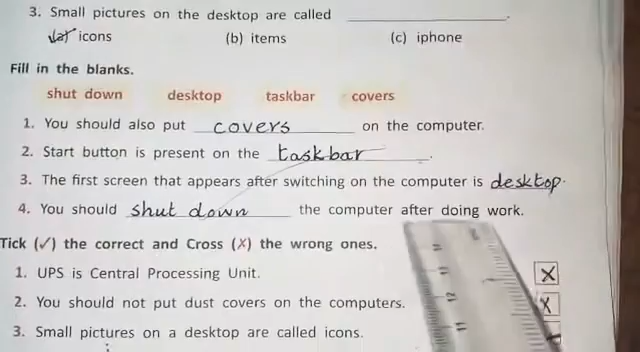 3. Small pictures on the desktop are called ____________.
(a) icons (b) items (c) iphone
Fill in the blanks.
shut down desktop taskbar covers
1. You should also put covers on the computer.
2. Start button is present on the taskbar.
3. The first screen that appears after switching on the computer is desktop.
4. You should shut down the computer after doing work.
Tick (✓) the correct and Cross (X) the wrong ones.
1. UPS is Central Processing Unit. X
2. You should not put dust covers on the computers. X
3. Small pictures on a desktop are called icons.
11 12